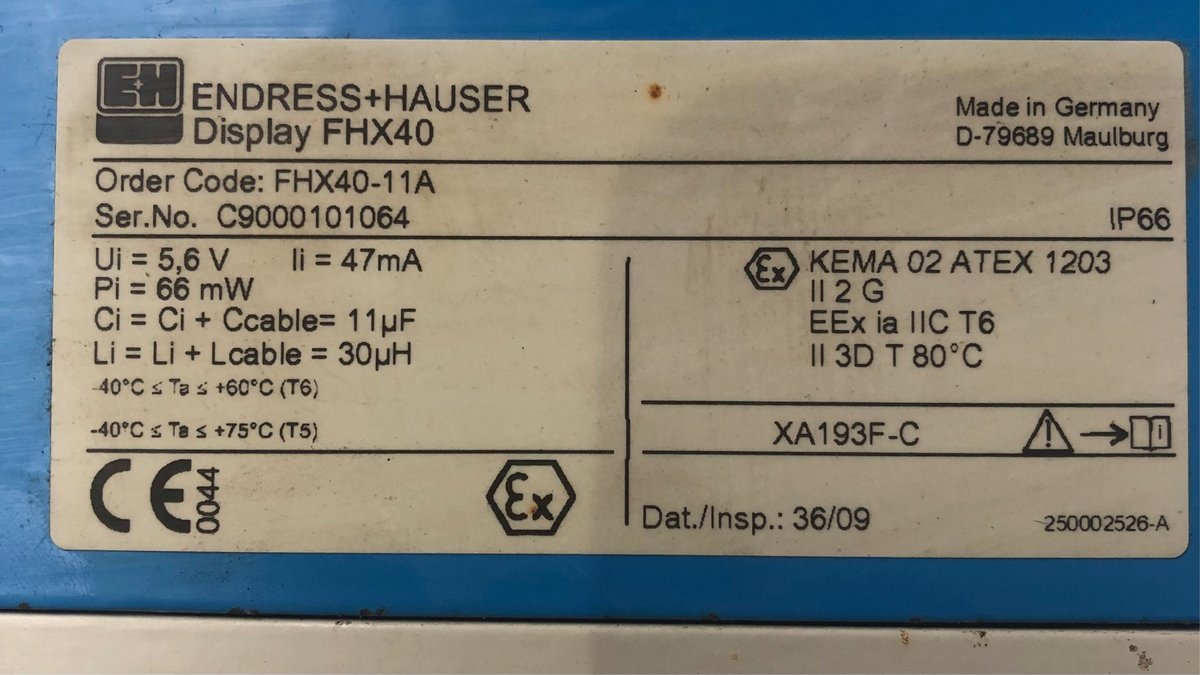 E+H
ENDRESS+HAUSER
Display FHX40
Made in Germany
D-79689 Maulburg
Order Code: FHX40-11A
Ser.No. C9000101064
IP66
Ui = 5,6 V Ii = 47mA
Pi = 66 mW
Ci = Ci + Ccable= 11µF
Li = Li + Lcable = 30µH
-40°C ≤ Ta ≤ +60°C (T6)
-40°C ≤ Ta ≤ +75°C (T5)
Ex KEMA 02 ATEX 1203
II 2 G
EEx ia IIC T6
II 3D T 80°C
XA193F-C
CE 0044
Ex
Dat./Insp.: 36/09
250002526-A